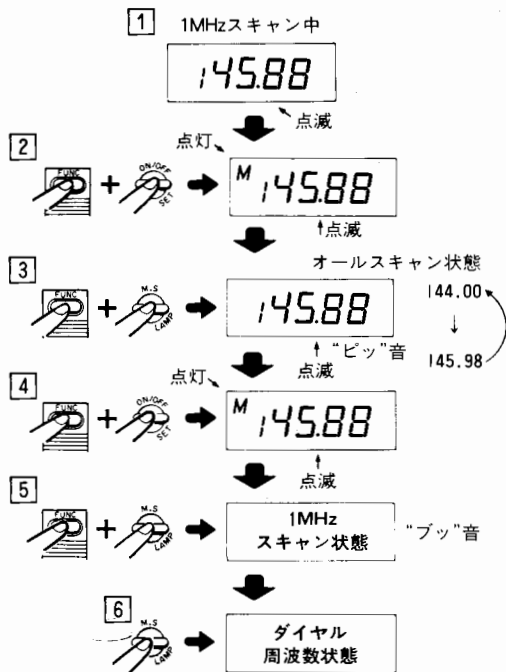 1 1MHzスキャン中
145.88
点滅
点灯
2 FUNC + ON/OFF SET M 145.88
点滅
オールスキャン状態
3 FUNC + M.S LAMP 145.88 144.00
↓
点滅 "ピッ"音 145.98
点灯
4 FUNC + ON/OFF SET M 145.88
点滅
5 FUNC + M.S LAMP 1MHz
スキャン状態 "ブッ"音
6 M.S LAMP ダイヤル
周波数状態